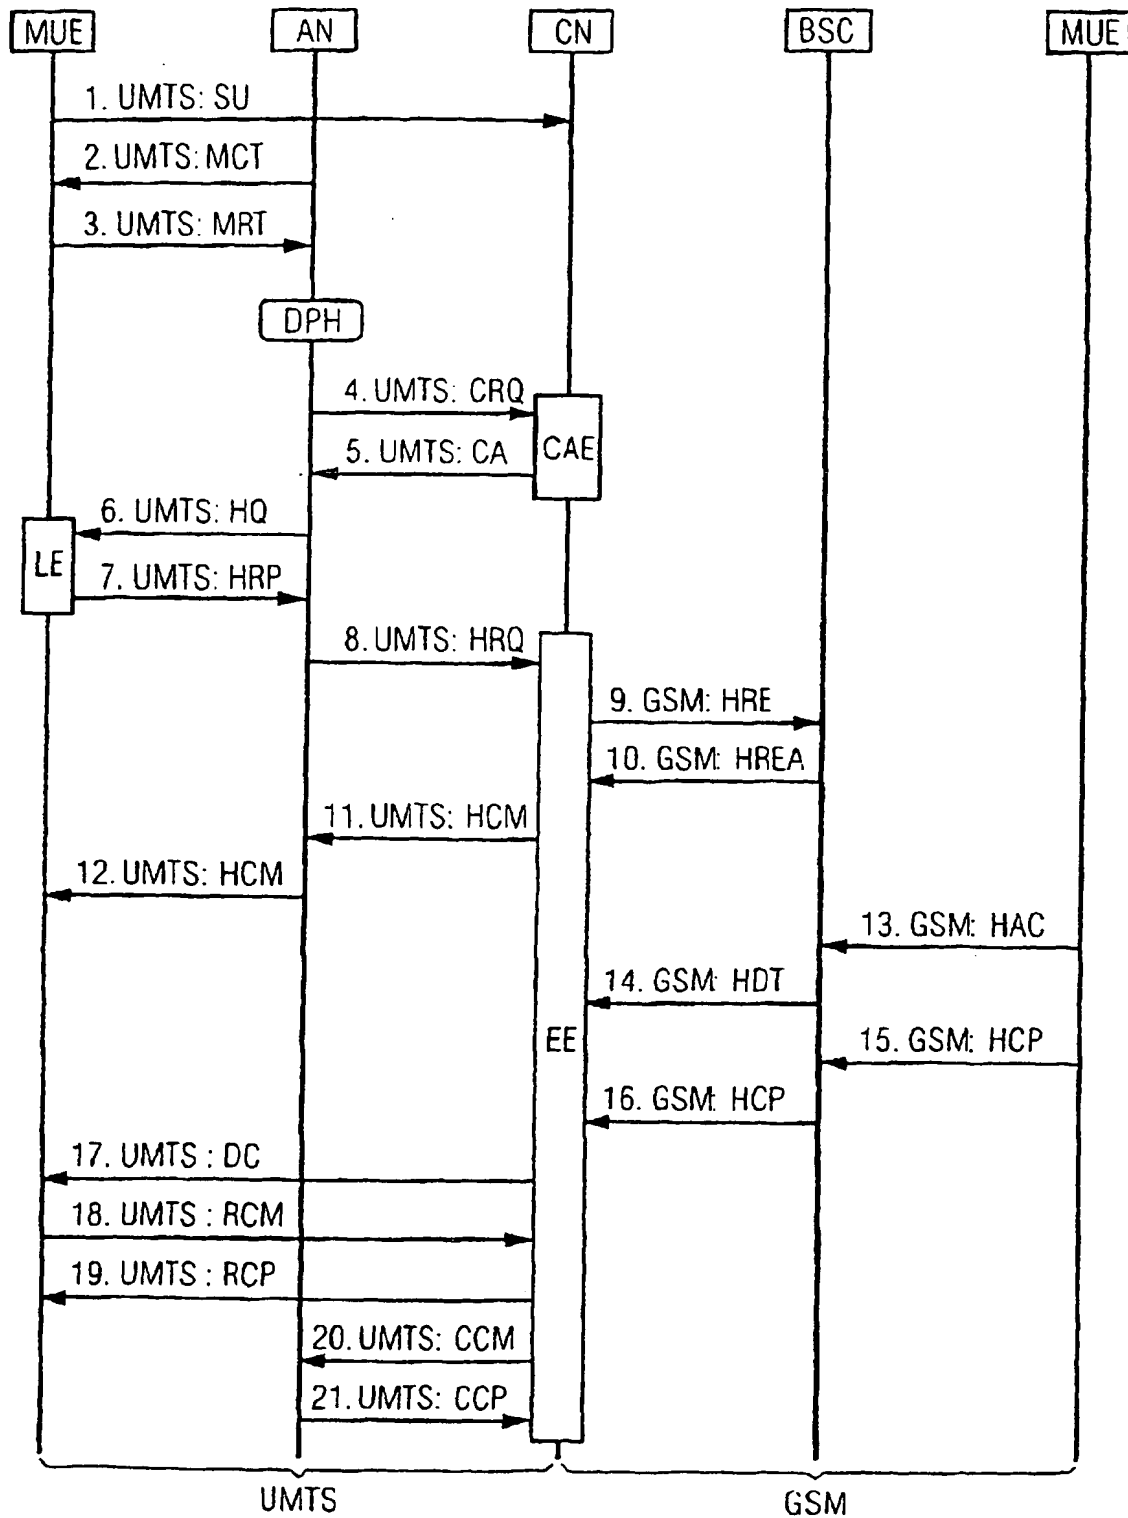 MUE
AN
CN
BSC
MUE
1. UMTS: SU
2. UMTS: MCT
3. UMTS: MRT
DPH
4. UMTS: CRQ
CAE
5. UMTS: CA
6. UMTS: HQ
LE
7. UMTS: HRP
8. UMTS: HRQ
9. GSM: HRE
10. GSM: HREA
11. UMTS: HCM
12. UMTS: HCM
13. GSM: HAC
14. GSM: HDT
EE
15. GSM: HCP
16. GSM: HCP
17. UMTS : DC
18. UMTS : RCM
19. UMTS : RCP
20. UMTS: CCM
21. UMTS: CCP
UMTS
GSM